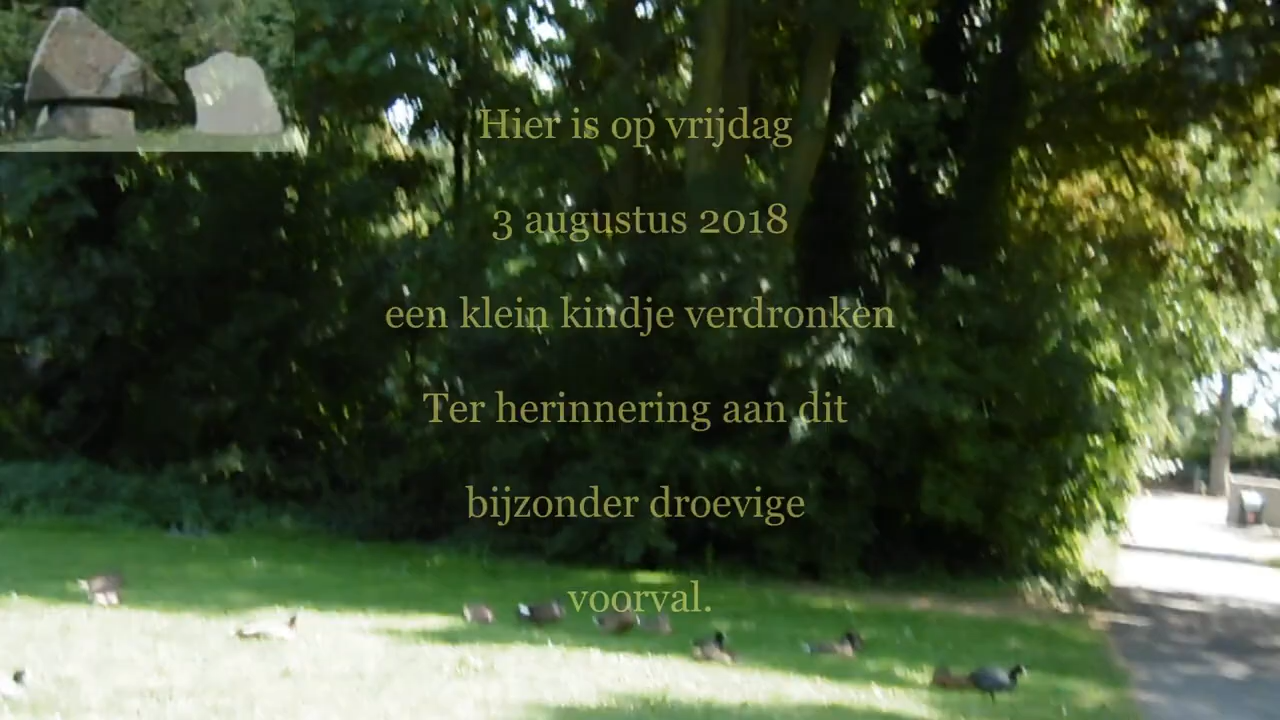 Hier is op vrijdag
3 augustus 2018
een klein kindje verdronken
Ter herinnering aan dit
bijzonder droevige
voorval.